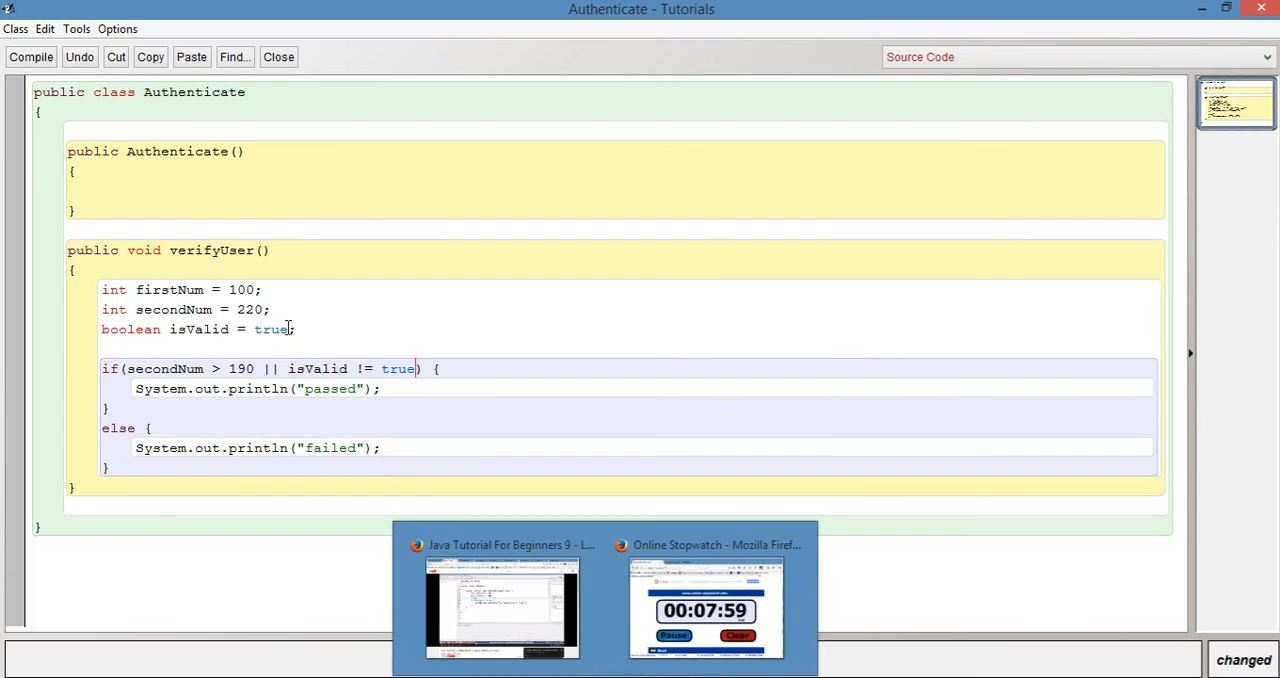 Authenticate - Tutorials
Class Edit Tools Options
Compile Undo Cut Copy Paste Find... Close Source Code
public class Authenticate
{
public Authenticate()
{
}
public void verifyUser()
{
int firstNum = 100;
int secondNum = 220;
boolean isValid = true;
if(secondNum > 190 || isValid != true) {
System.out.println("passed");
}
else {
System.out.println("failed");
}
}
}
Java Tutorial For Beginners 9 - L... Online Stopwatch - Mozilla Firef...
00:07:59
Pause Clear
changed